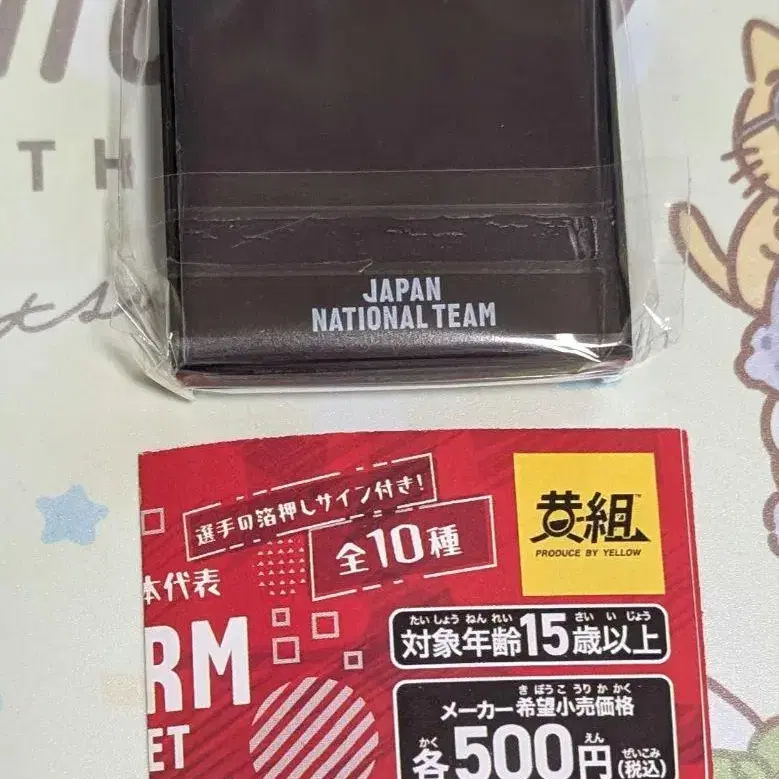 TH
JAPAN
NATIONAL TEAM
選手の箔押しサイン付き!
全10種
昔組
PRODUCE BY YELLOW
本代表
RM
ET
たいしょうねんれい さい いじょう
対象年齢15歳以上
きぼうこうりかかく
メーカー希望小売価格
かく えん ぜいこみ
各500円(税込)